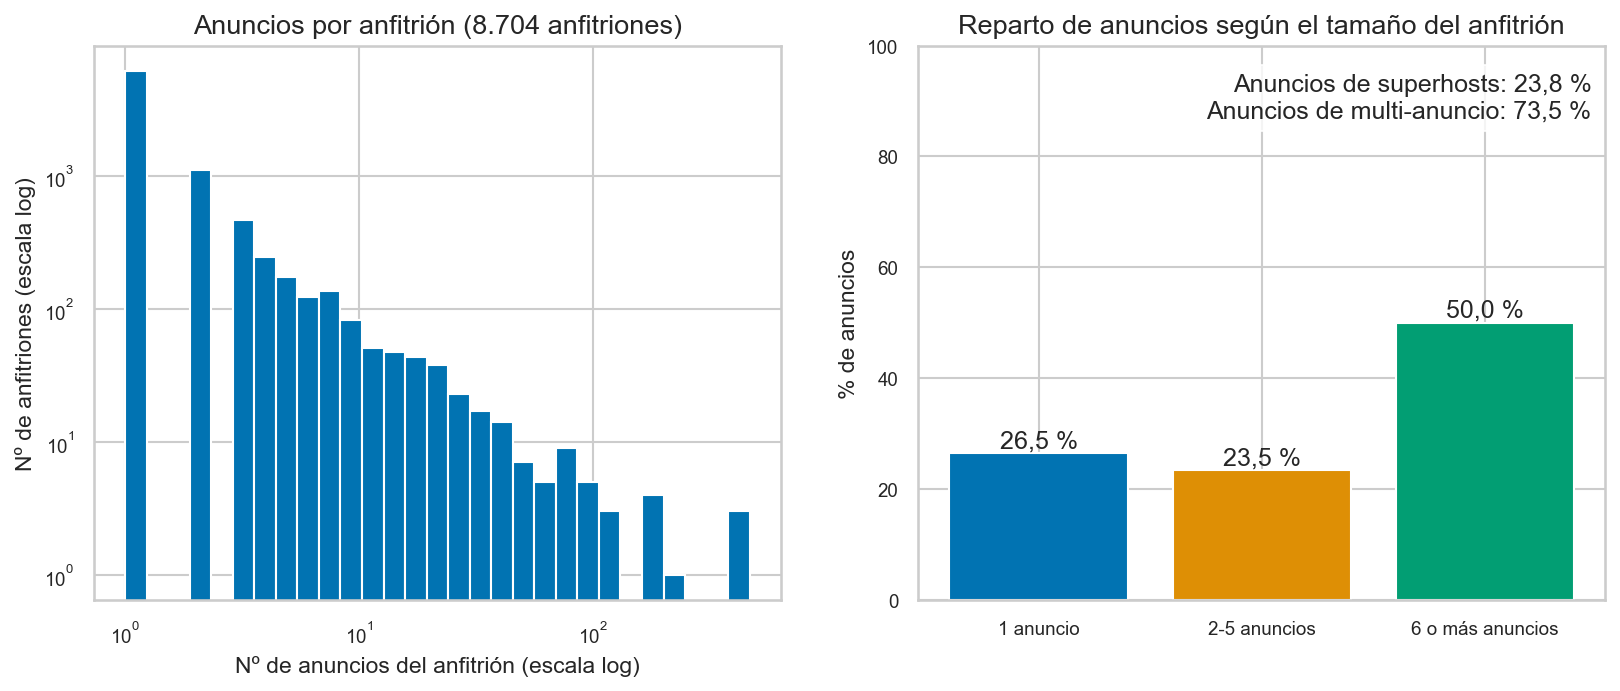 Anuncios por anfitrión (8.704 anfitriones)
Nº de anfitriones (escala log)
10³
10²
10¹
10⁰
10⁰ 10¹ 10²
Nº de anuncios del anfitrión (escala log)
Reparto de anuncios según el tamaño del anfitrión
% de anuncios
100
80
60
40
20
0
Anuncios de superhosts: 23,8 %
Anuncios de multi-anuncio: 73,5 %
26,5 %
23,5 %
50,0 %
1 anuncio
2-5 anuncios
6 o más anuncios